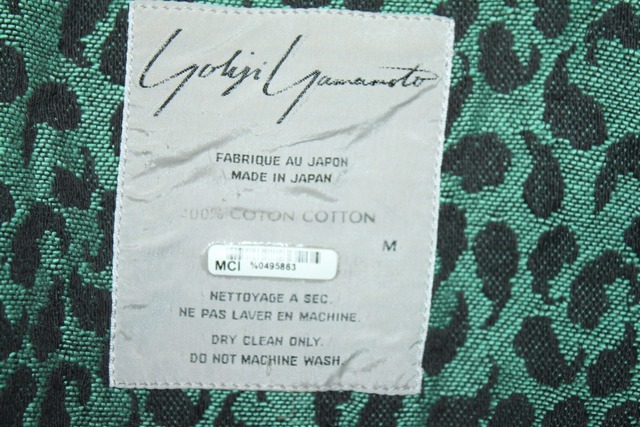 Yohji Yamamoto
FABRIQUE AU JAPON
MADE IN JAPAN
100% COTON COTTON
M
MCI %0495863
NETTOYAGE A SEC.
NE PAS LAVER EN MACHINE.
DRY CLEAN ONLY.
DO NOT MACHINE WASH.